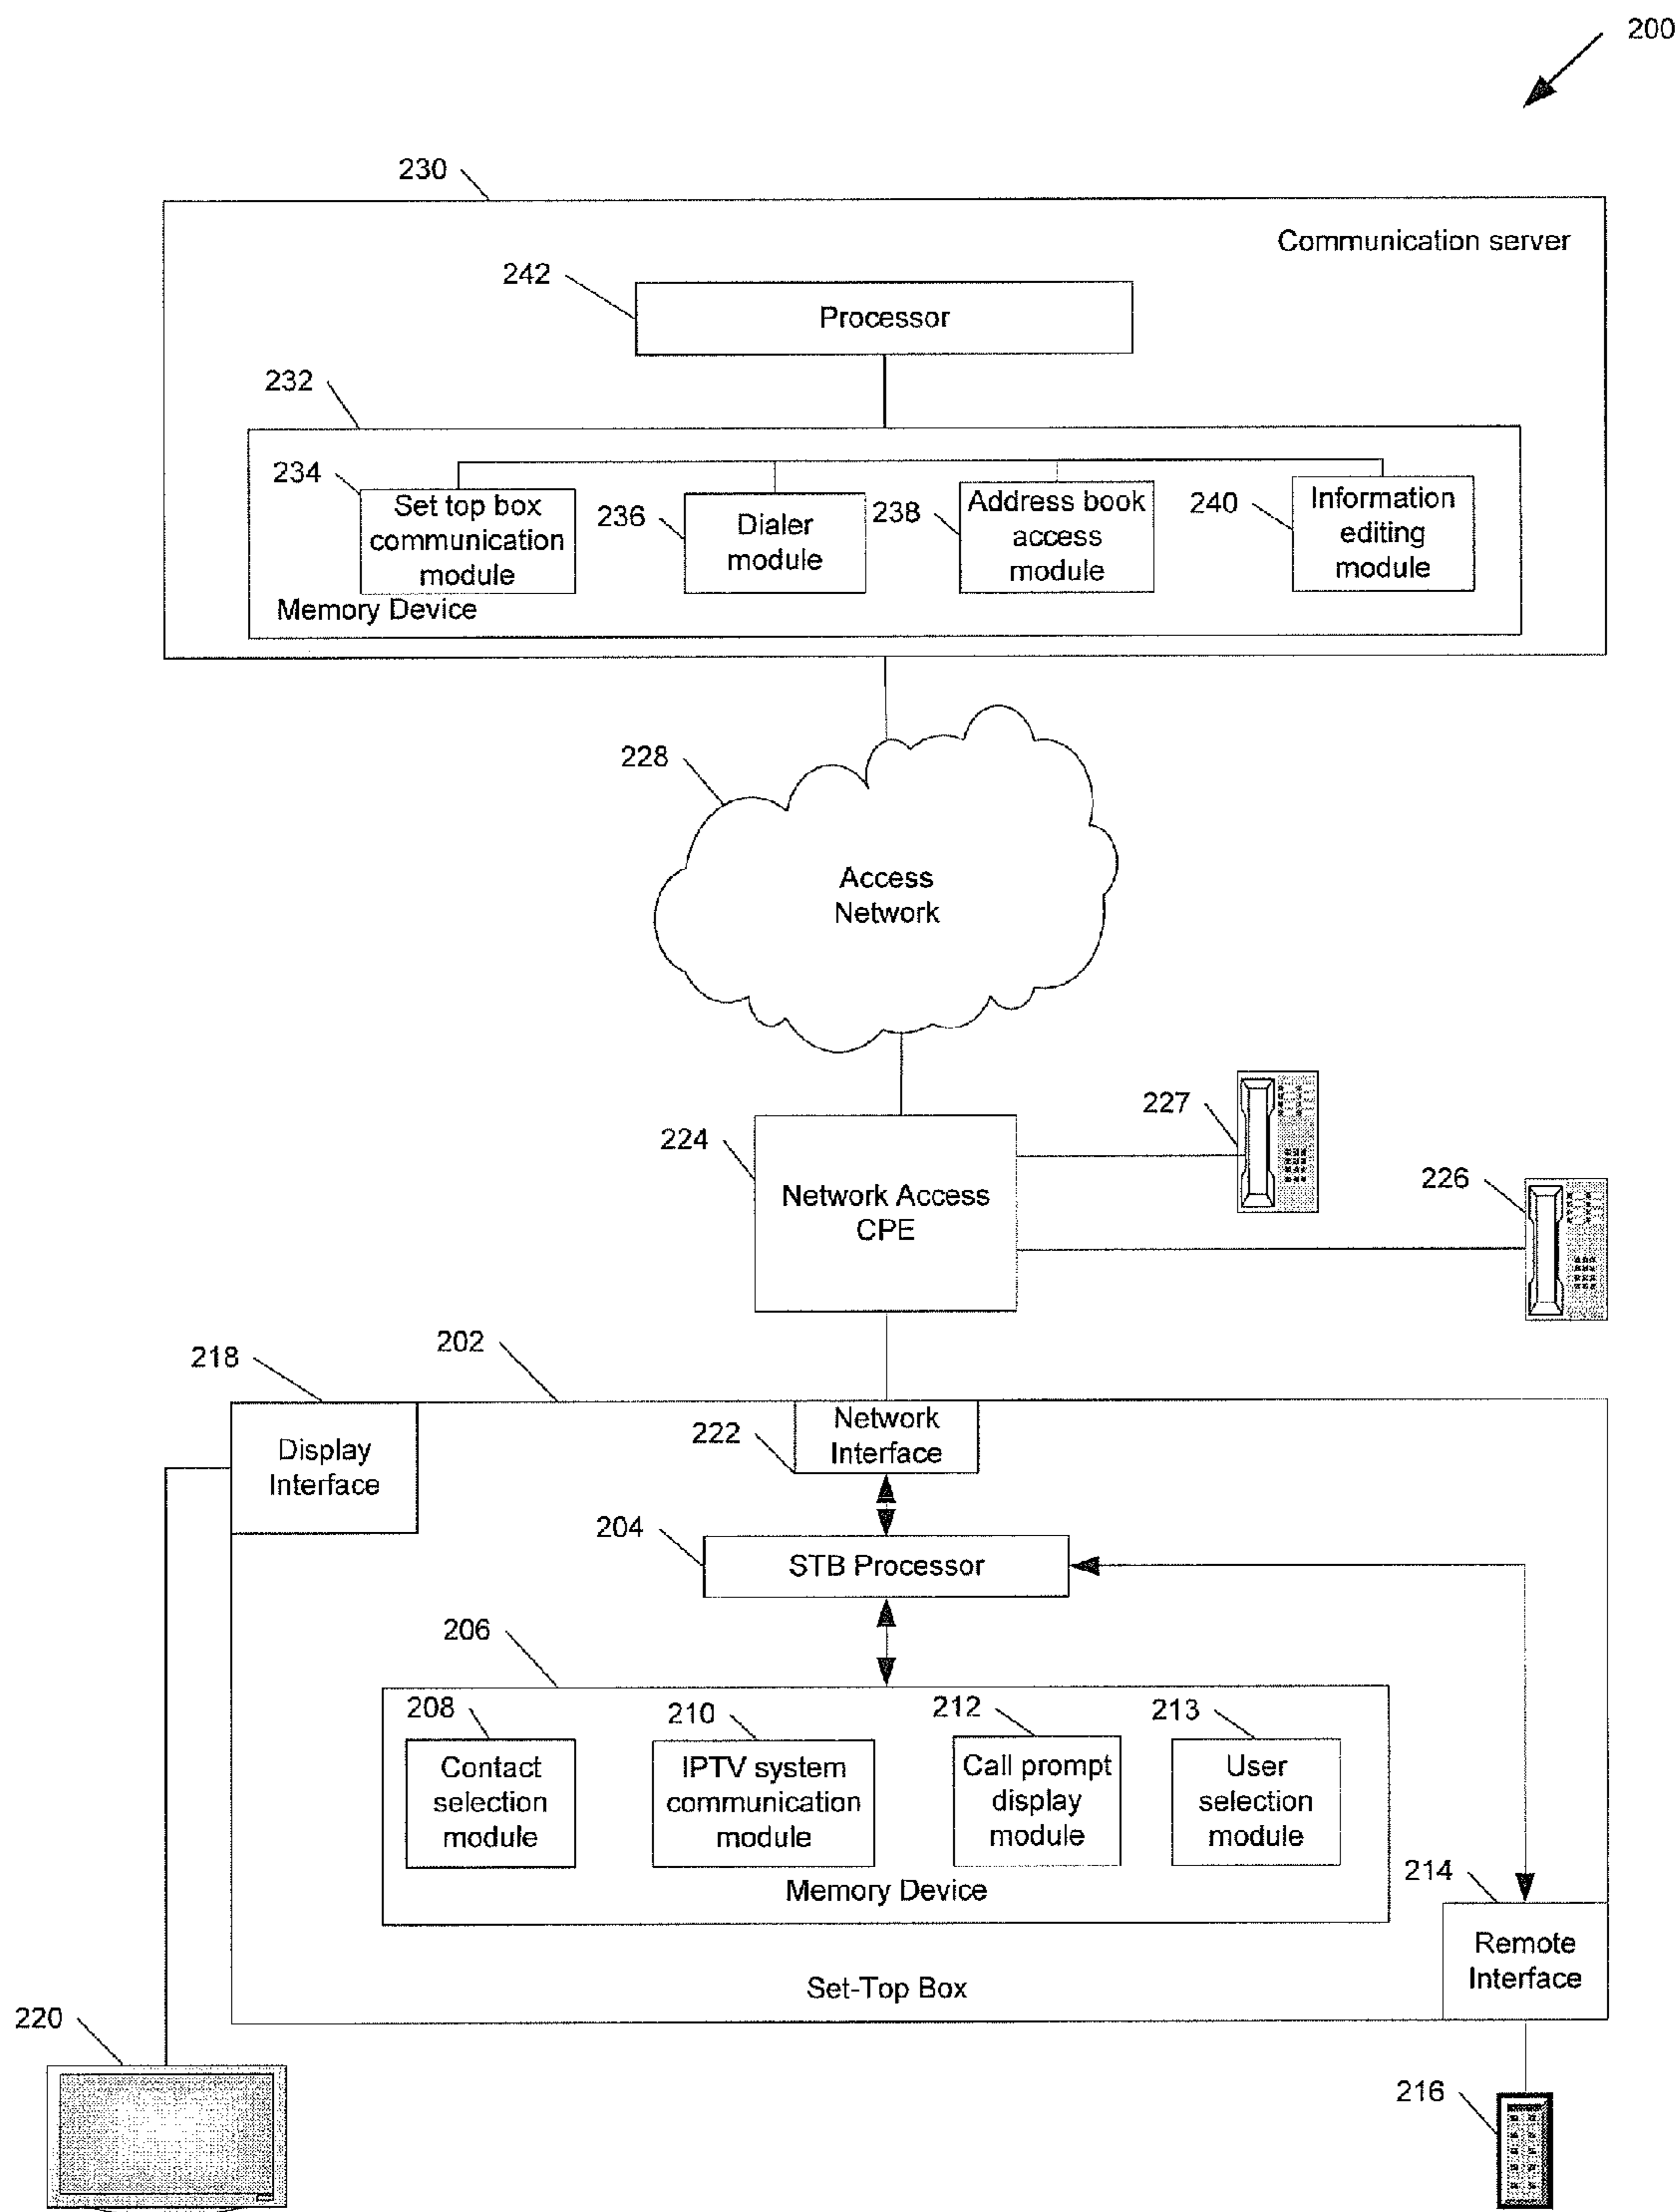 200
230
Communication server
242
Processor
232
234
Set top box
communication
module
236
Dialer
module
238
Address book
access
module
240
Information
editing
module
Memory Device
228
Access
Network
227
224
Network Access
CPE
226
202
218
Display
Interface
222
Network
Interface
204
STB Processor
206
208
Contact
selection
module
210
IPTV system
communication
module
212
Call prompt
display
module
213
User
selection
module
Memory Device
214
Remote
Interface
Set-Top Box
220
216